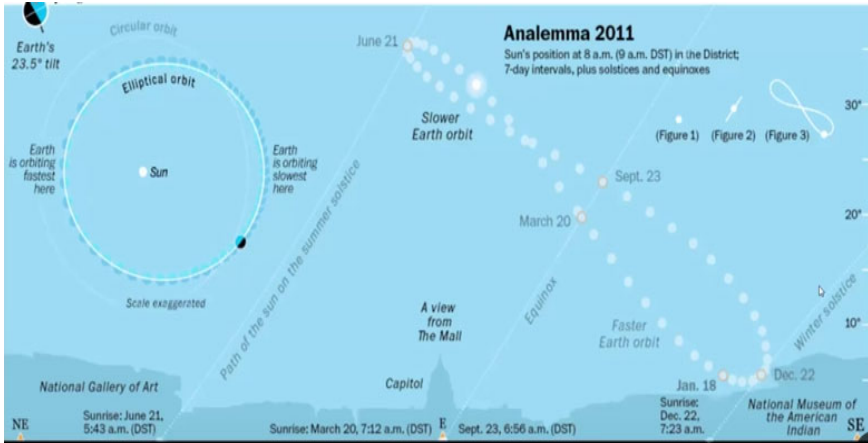 Circular orbit
Earth's
23.5° tilt
Elliptical orbit
Earth
is orbiting
fastest
here
Sun
Earth
is orbiting
slowest
here
Scale exaggerated
June 21
Analemma 2011
Sun's position at 8 a.m. (9 a.m. DST) in the District;
7-day intervals, plus solstices and equinoxes
Slower
Earth orbit
(Figure 1)
(Figure 2)
(Figure 3)
30°
Sept. 23
March 20
20°
Path of the sun on the summer solstice
Equinox
Winter solstice
A view
from
The Mall
Faster
Earth orbit
10°
Jan. 18
Dec. 22
National Gallery of Art
Capitol
National Museum of
the American
Indian
NE
Sunrise: June 21,
5:43 a.m. (DST)
Sunrise: March 20, 7:12 a.m. (DST)
E
Sept. 23, 6:56 a.m. (DST)
Sunrise:
Dec. 22,
7:23 a.m.
SE